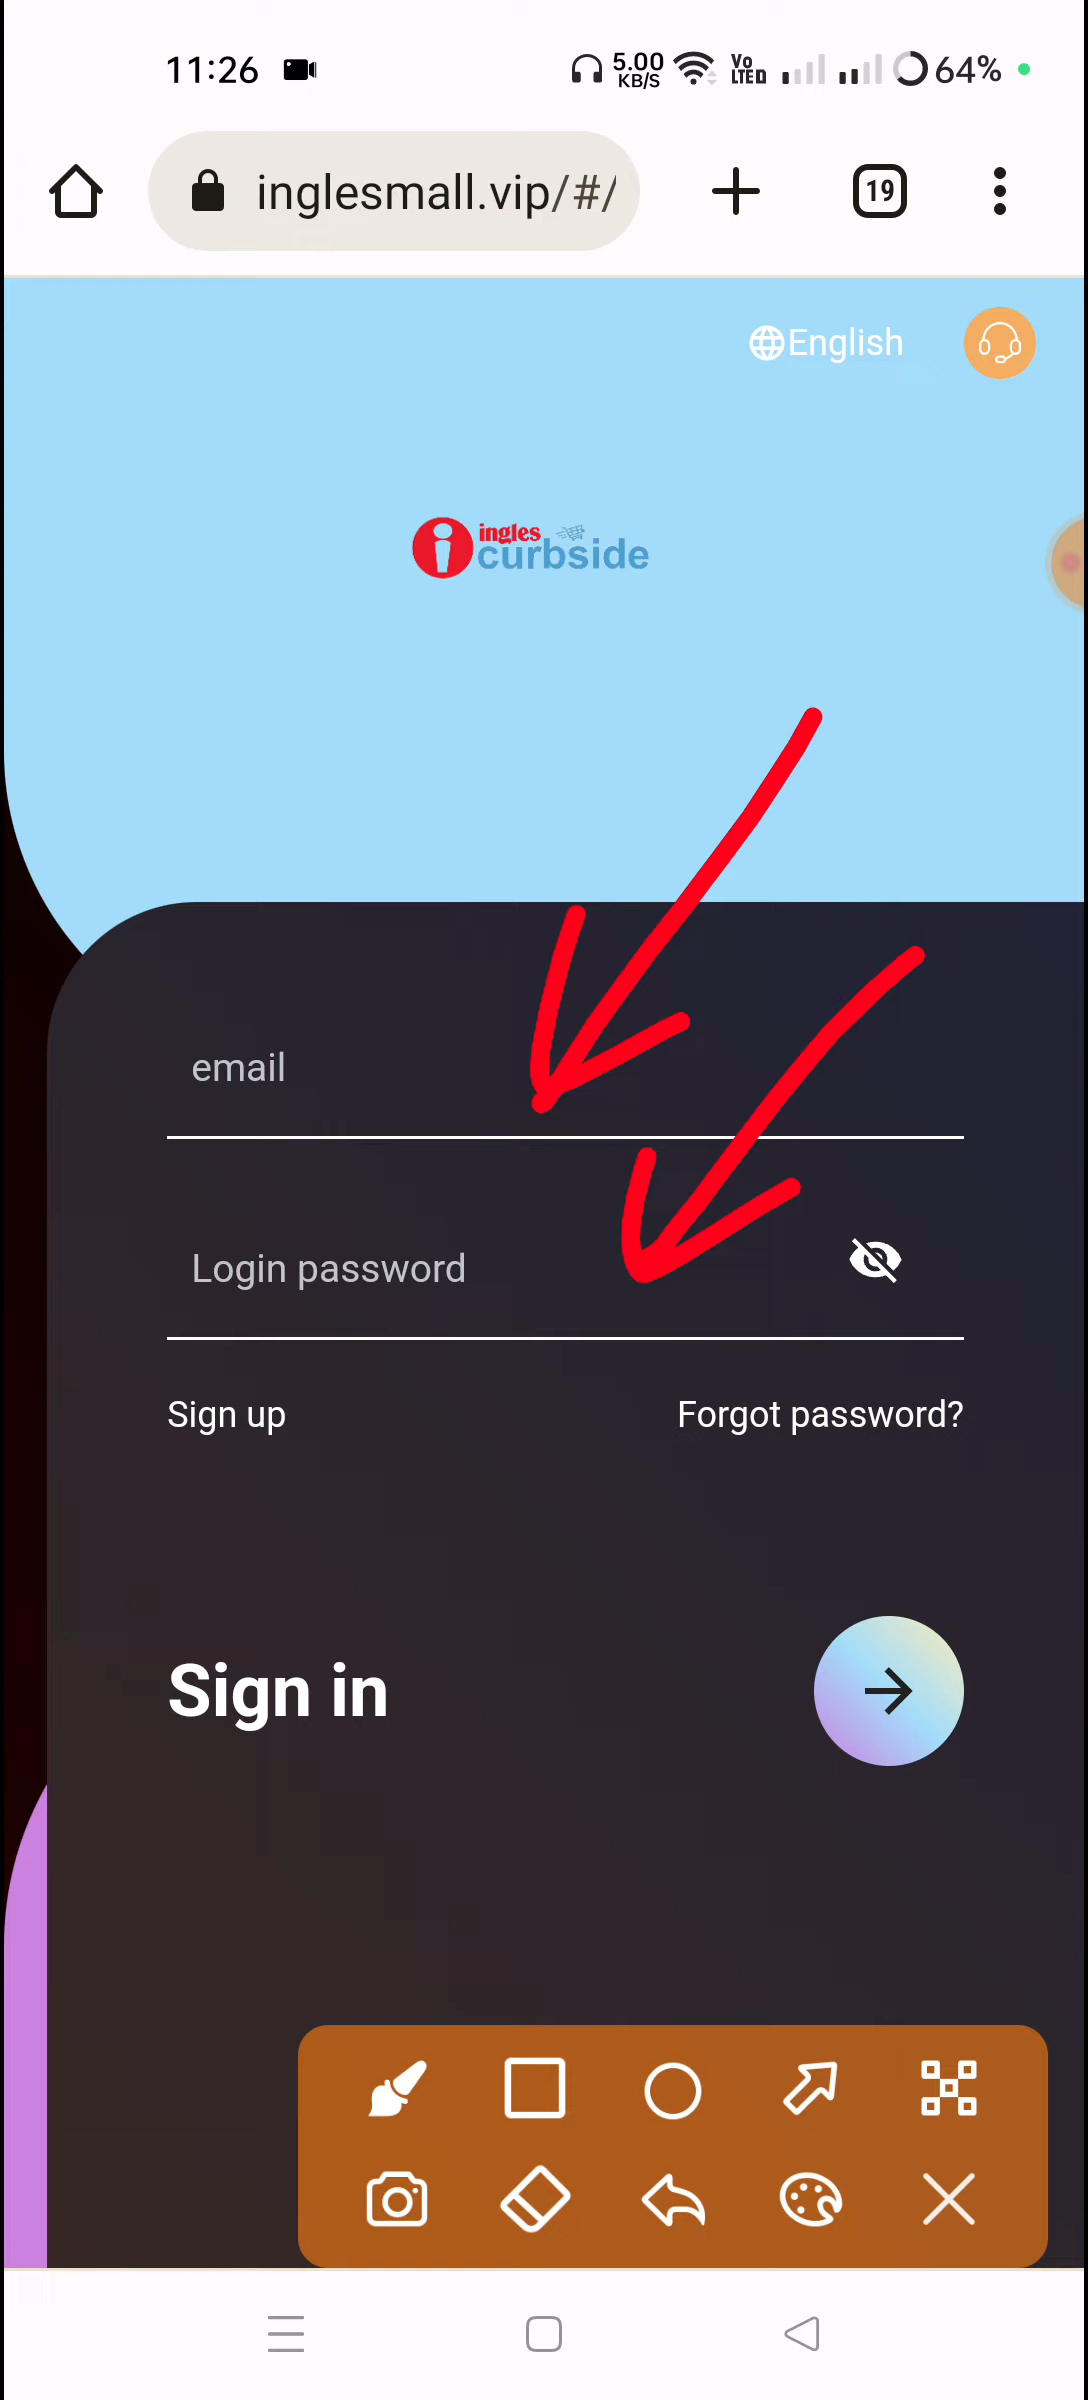 11:26 5.00 KB/S Vo LTE 64%
inglesmall.vip/#/ 19
English
ingles
curbside
email
Login password
Sign up Forgot password?
Sign in